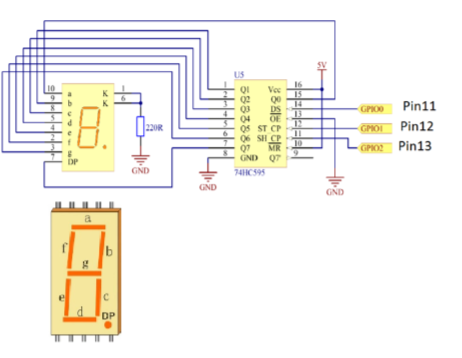 U5
5V
10 a K 1
9 b K 6
8 c
5 d
4 e
2 f
3 g
7 DP
220R
GND
1 Q1 Vcc 16
2 Q2 Q0 15
3 Q3 DS 14
4 Q4 OE 13
5 Q5 ST CP 12
6 Q6 SH CP 11
7 Q7 MR 10
8 GND Q7' 9
74HC595
GND
GND
GPIO0 Pin11
GPIO1 Pin12
GPIO2 Pin13
a
f b
g
e c
d
DP